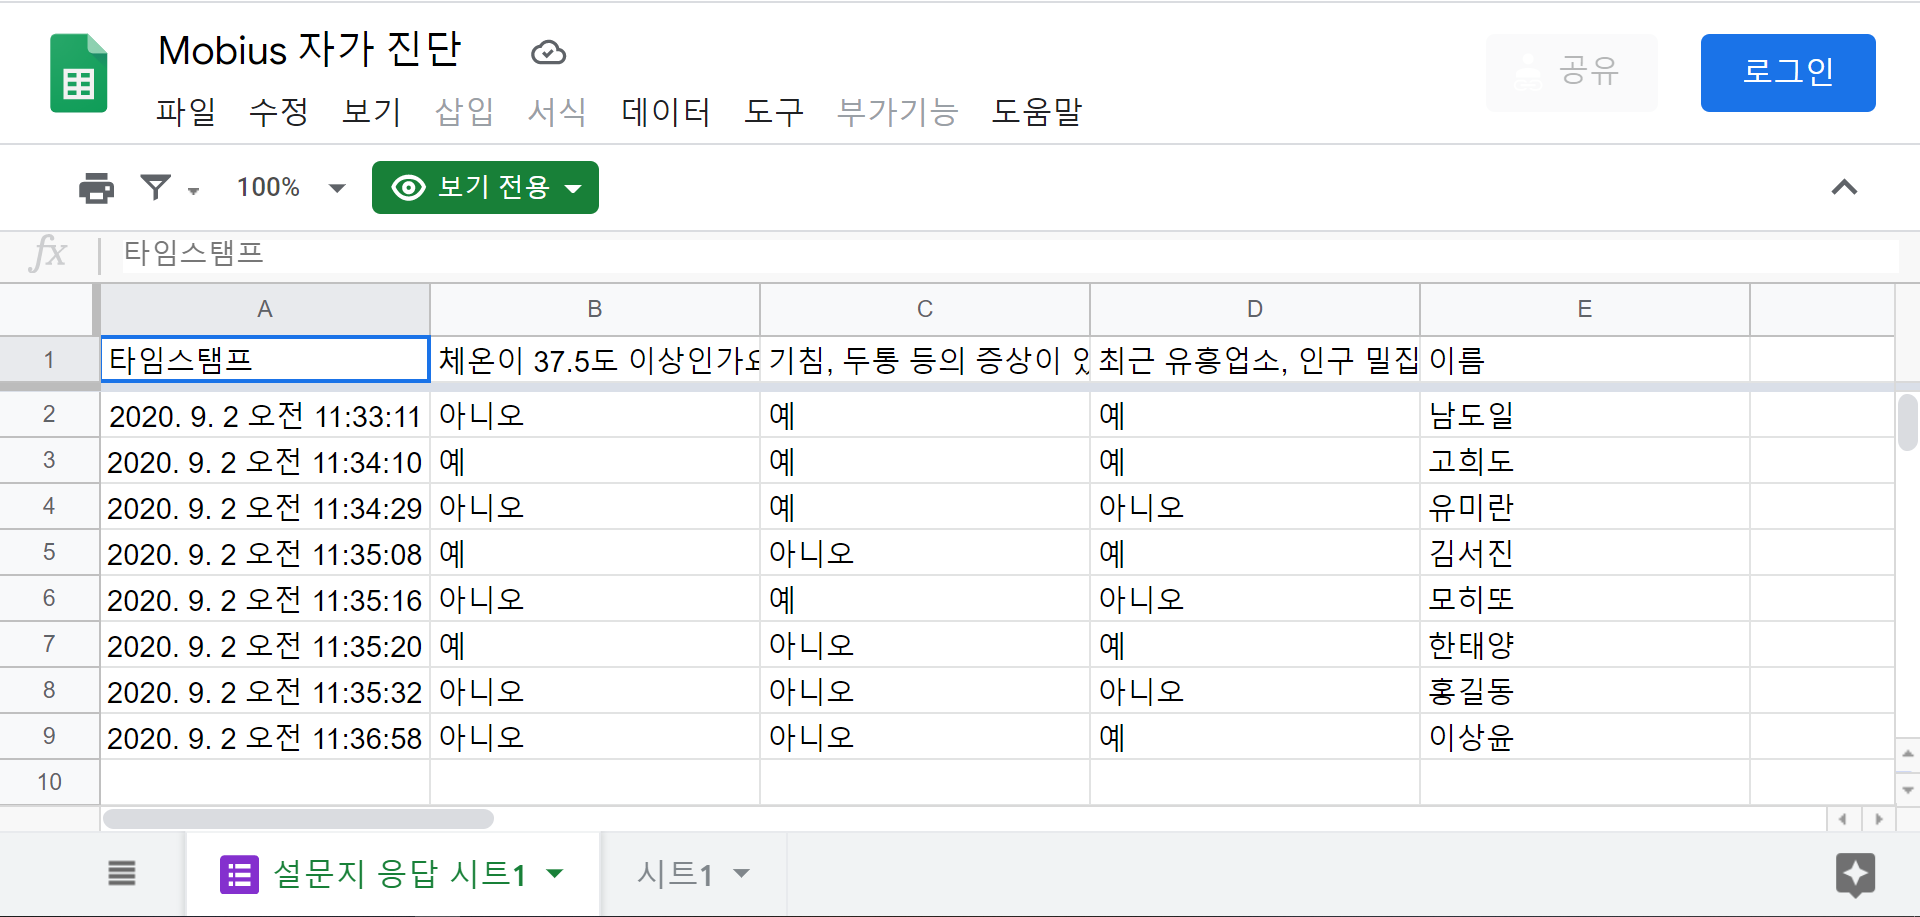 Mobius 자가 진단
공유
로그인
파일 수정 보기 삽입 서식 데이터 도구 부가기능 도움말
100% 보기 전용
fx 타임스탬프
A B C D E
1 타임스탬프 체온이 37.5도 이상인가요 기침, 두통 등의 증상이 있 최근 유흥업소, 인구 밀집 이름
2 2020. 9. 2 오전 11:33:11 아니오 예 예 남도일
3 2020. 9. 2 오전 11:34:10 예 예 예 고희도
4 2020. 9. 2 오전 11:34:29 아니오 예 아니오 유미란
5 2020. 9. 2 오전 11:35:08 예 아니오 예 김서진
6 2020. 9. 2 오전 11:35:16 아니오 예 아니오 모히또
7 2020. 9. 2 오전 11:35:20 예 아니오 예 한태양
8 2020. 9. 2 오전 11:35:32 아니오 아니오 아니오 홍길동
9 2020. 9. 2 오전 11:36:58 아니오 아니오 예 이상윤
10
설문지 응답 시트1 시트1